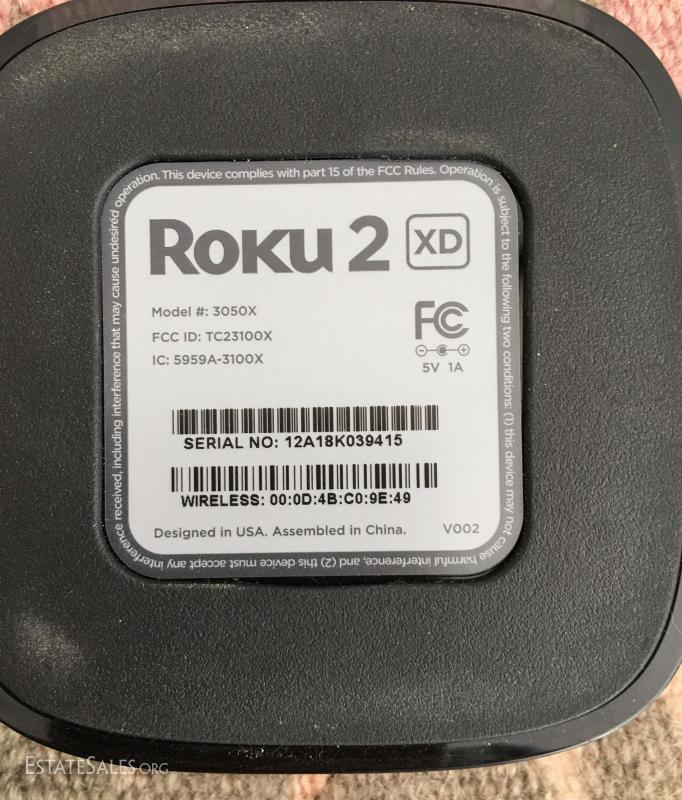 operation. This device complies with part 15 of the FCC Rules. Operation is subject to the following two conditions: (1) this device may not cause harmful interference, and (2) this device must accept any interference received, including interference that may cause undesired
ROKU 2 XD
Model #: 3050X
FCC ID: TC23100X
IC: 5959A-3100X
FC
5V 1A
SERIAL NO: 12A18K039415
WIRELESS: 00:0D:4B:C0:9E:49
Designed in USA. Assembled in China. V002
ESTATESALES.ORG